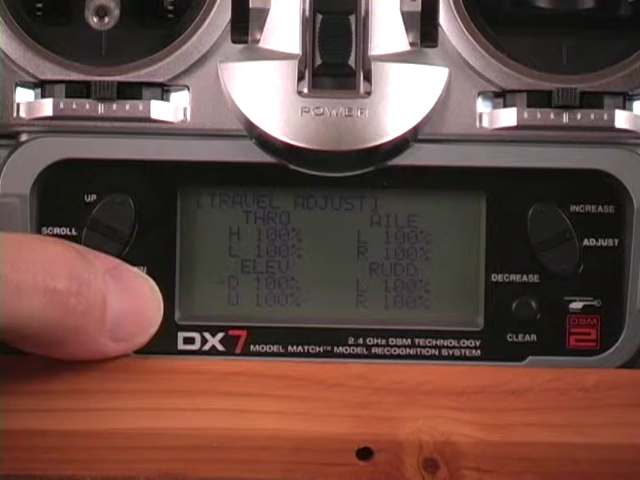 POWER
UP
SCROLL
INCREASE
ADJUST
DECREASE
CLEAR
[TRAVEL ADJUST]
THRO AILE
H 100% L 100%
L 100% R 100%
ELEV RUDD
-D 100% L 100%
U 100% R 100%
DX7 2.4 GHz DSM TECHNOLOGY
MODEL MATCH™ MODEL RECOGNITION SYSTEM
DSM
2